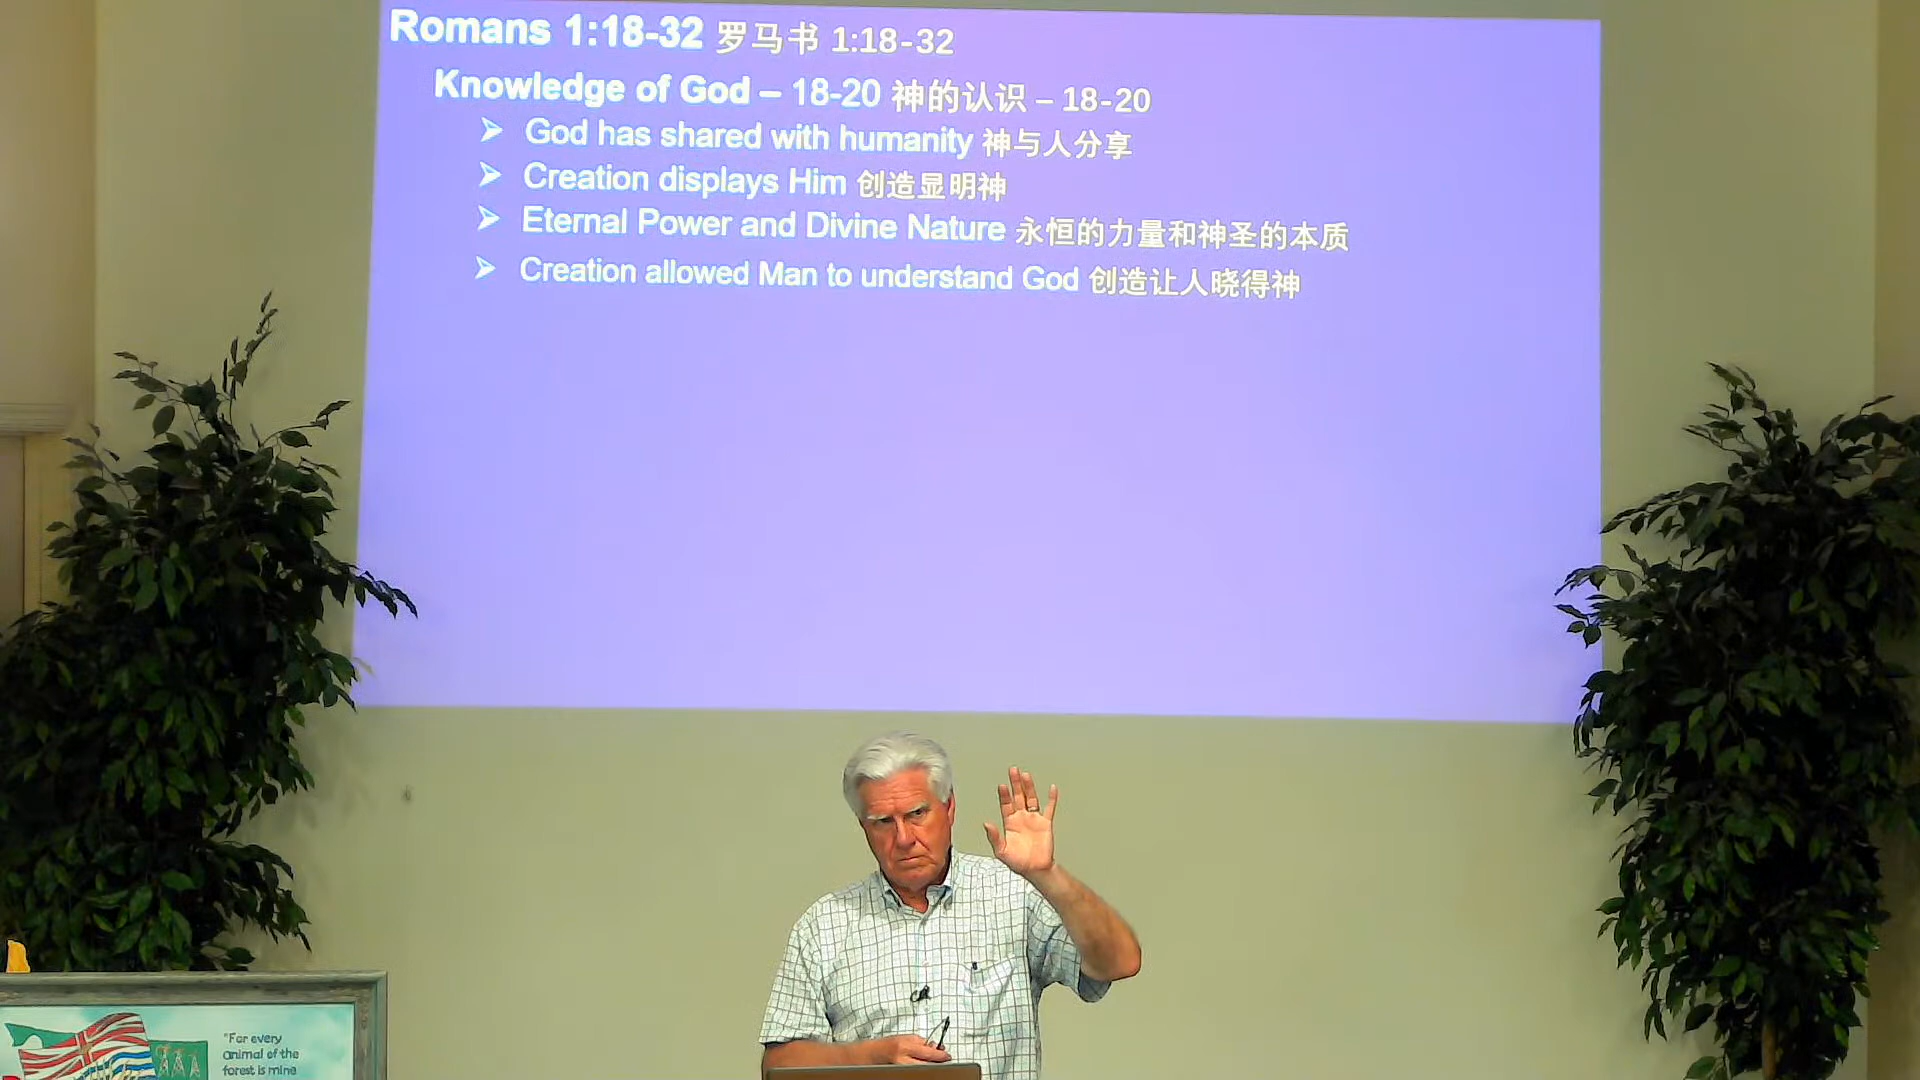 Romans 1:18-32 罗马书 1:18-32
Knowledge of God – 18-20 神的认识 – 18-20
➢ God has shared with humanity 神与人分享
➢ Creation displays Him 创造显明神
➢ Eternal Power and Divine Nature 永恒的力量和神圣的本质
➢ Creation allowed Man to understand God 创造让人晓得神
"For every
animal of the
forest is mine